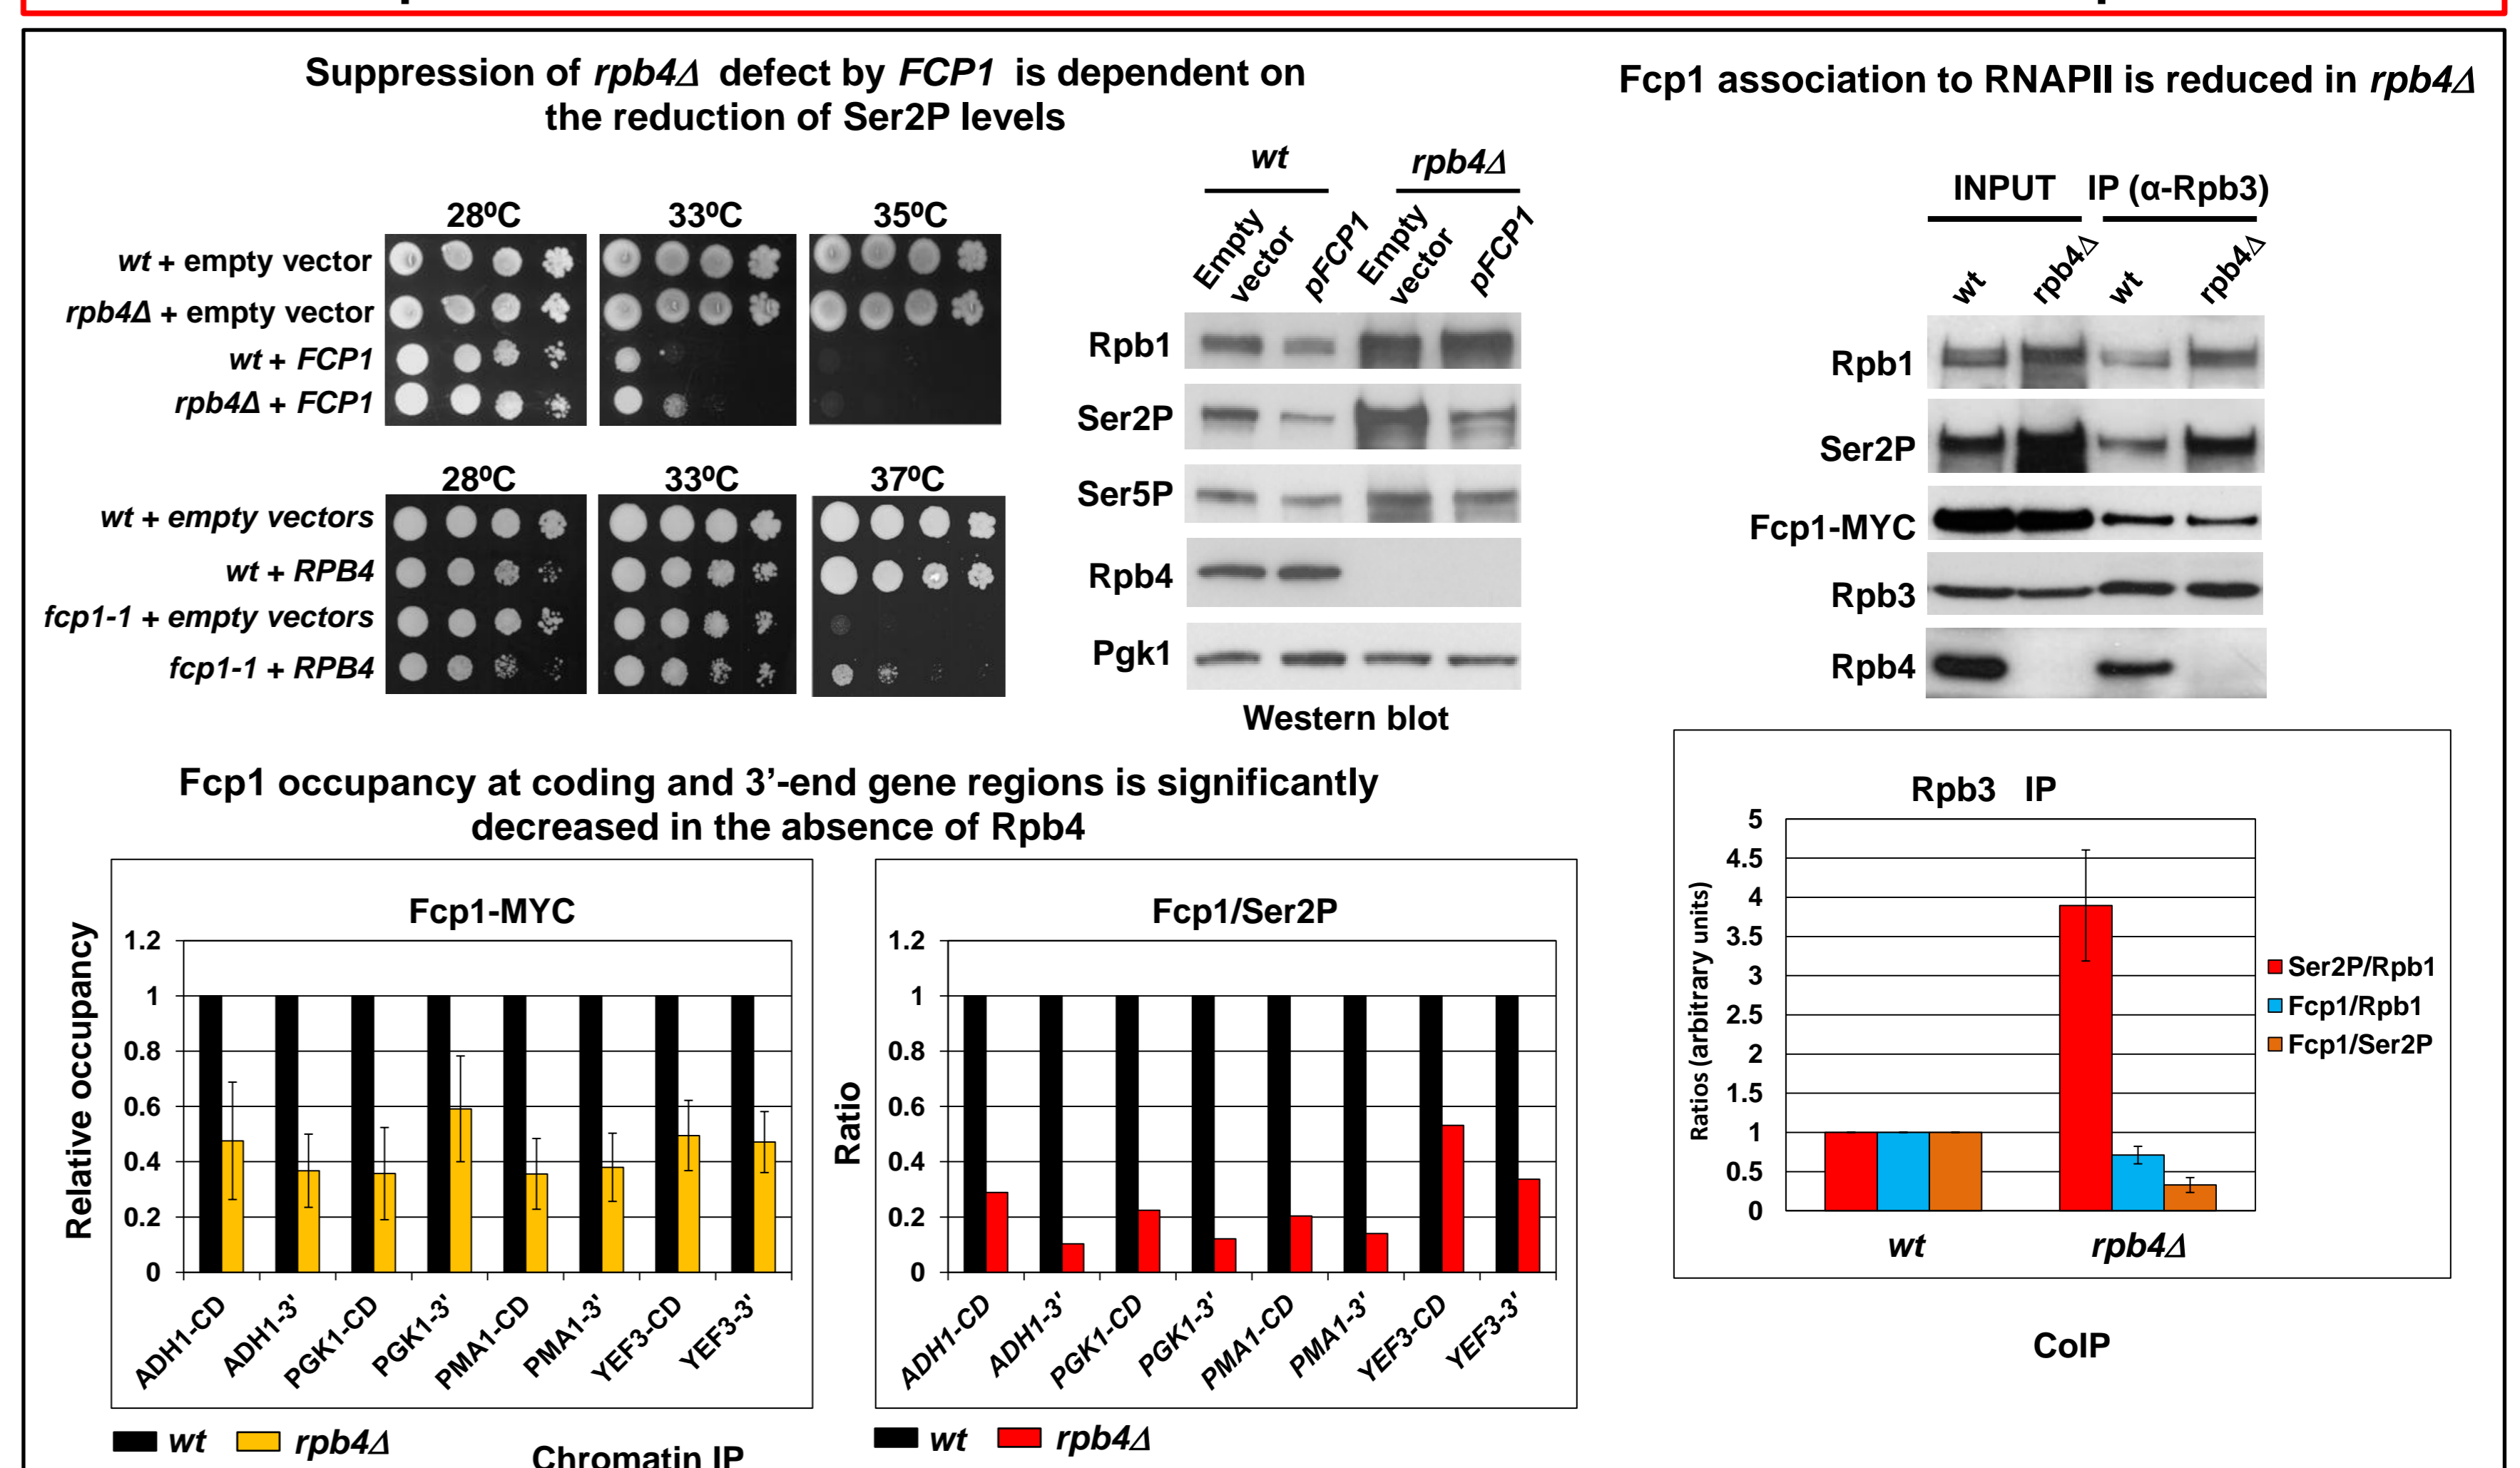 Suppression of rpb4Δ defect by FCP1 is dependent on
the reduction of Ser2P levels
28ºC 33ºC 35ºC
wt + empty vector
rpb4Δ + empty vector
wt + FCP1
rpb4Δ + FCP1
28ºC 33ºC 37ºC
wt + empty vectors
wt + RPB4
fcp1-1 + empty vectors
fcp1-1 + RPB4
wt rpb4Δ
Empty vector pFCP1 Empty vector pFCP1
Rpb1
Ser2P
Ser5P
Rpb4
Pgk1
Western blot
Fcp1 association to RNAPII is reduced in rpb4Δ
INPUT IP (α-Rpb3)
wt rpb4Δ wt rpb4Δ
Rpb1
Ser2P
Fcp1-MYC
Rpb3
Rpb4
Fcp1 occupancy at coding and 3’-end gene regions is significantly
decreased in the absence of Rpb4
Fcp1-MYC
Relative occupancy
1.2
1
0.8
0.6
0.4
0.2
0
ADH1-CD ADH1-3' PGK1-CD PGK1-3' PMA1-CD PMA1-3' YEF3-CD YEF3-3'
wt rpb4Δ
Fcp1/Ser2P
Ratio
1.2
1
0.8
0.6
0.4
0.2
0
ADH1-CD ADH1-3' PGK1-CD PGK1-3' PMA1-CD PMA1-3' YEF3-CD YEF3-3'
wt rpb4Δ
Chromatin IP
Rpb3 IP
Ratios (arbitrary units)
5
4.5
4
3.5
3
2.5
2
1.5
1
0.5
0
wt rpb4Δ
Ser2P/Rpb1
Fcp1/Rpb1
Fcp1/Ser2P
CoIP